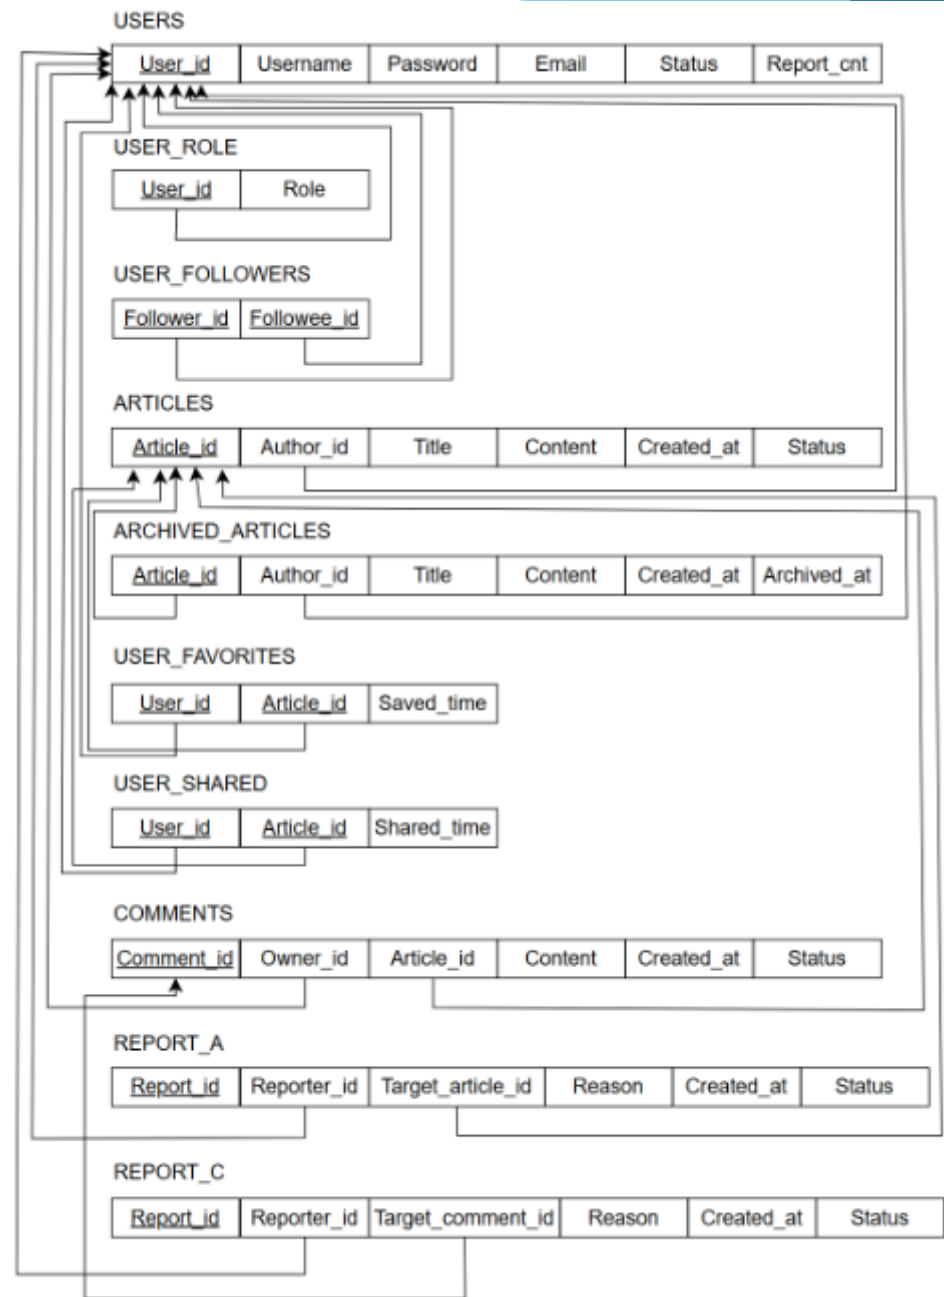 USERS
User_id Username Password Email Status Report_cnt
USER_ROLE
User_id Role
USER_FOLLOWERS
Follower_id Followee_id
ARTICLES
Article_id Author_id Title Content Created_at Status
ARCHIVED_ARTICLES
Article_id Author_id Title Content Created_at Archived_at
USER_FAVORITES
User_id Article_id Saved_time
USER_SHARED
User_id Article_id Shared_time
COMMENTS
Comment_id Owner_id Article_id Content Created_at Status
REPORT_A
Report_id Reporter_id Target_article_id Reason Created_at Status
REPORT_C
Report_id Reporter_id Target_comment_id Reason Created_at Status